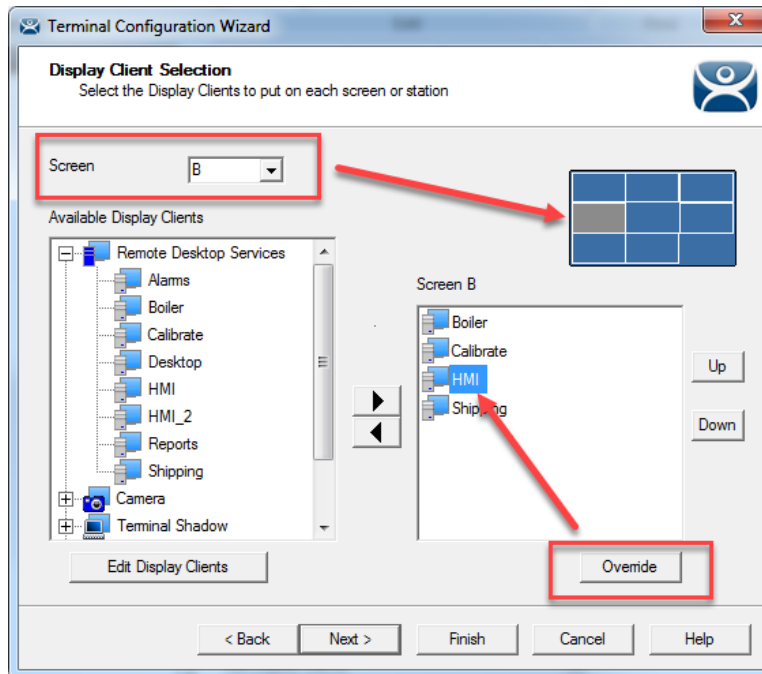 Terminal Configuration Wizard
Display Client Selection
Select the Display Clients to put on each screen or station
Screen
B
Available Display Clients
Remote Desktop Services
Alarms
Boiler
Calibrate
Desktop
HMI
HMI_2
Reports
Shipping
Camera
Terminal Shadow
Edit Display Clients
Screen B
Boiler
Calibrate
HMI
Shipping
Up
Down
Override
< Back
Next >
Finish
Cancel
Help